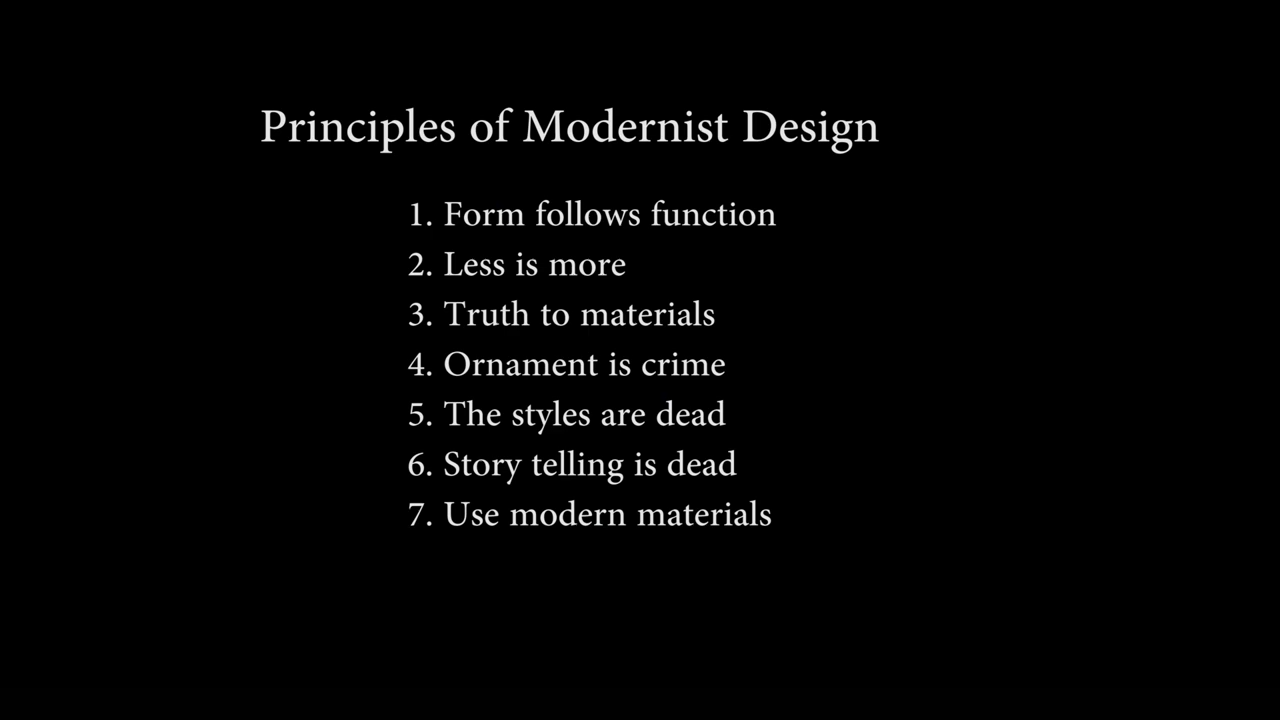 Principles of Modernist Design
1. Form follows function
2. Less is more
3. Truth to materials
4. Ornament is crime
5. The styles are dead
6. Story telling is dead
7. Use modern materials